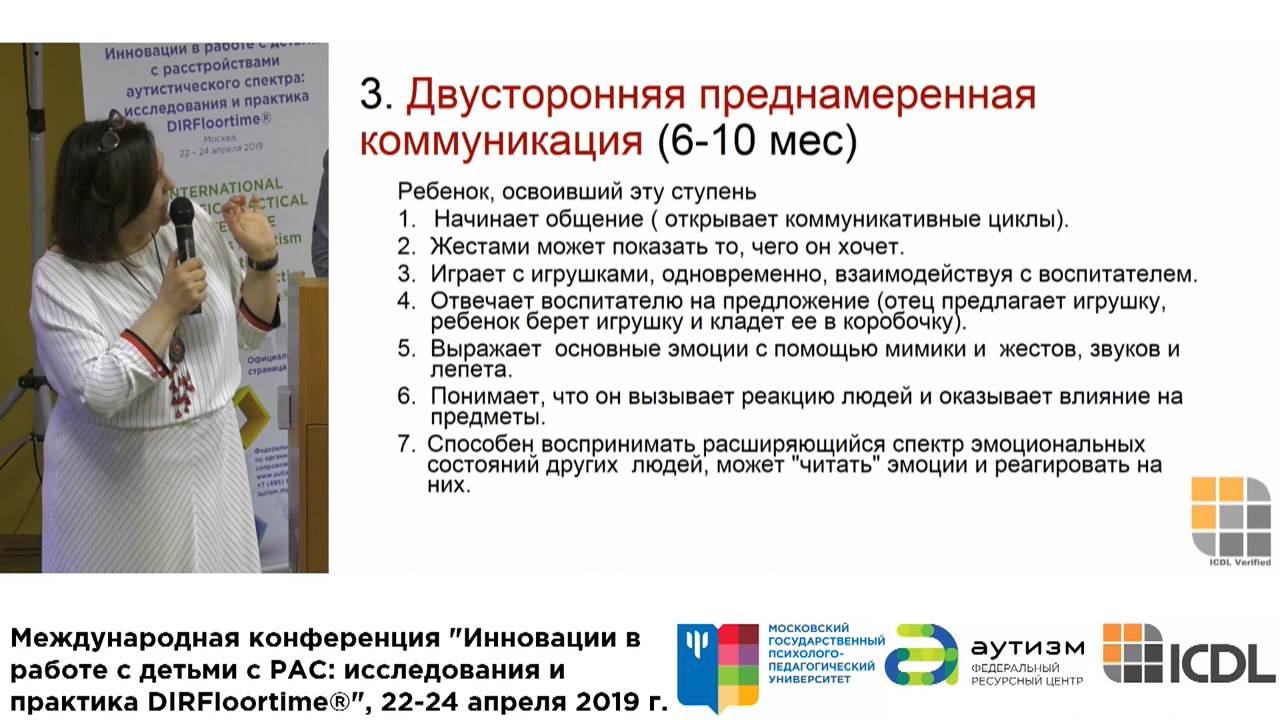 Инновации в работе с детьми
с расстройствами
аутистического спектра:
исследования и практика
DIRFloortime®
Москва,
22 – 24 апреля 2019
INTERNATIONAL
Официал
страница
3. Двусторонняя преднамеренная
коммуникация (6-10 мес)
Ребенок, освоивший эту ступень
1. Начинает общение ( открывает коммуникативные циклы).
2. Жестами может показать то, чего он хочет.
3. Играет с игрушками, одновременно, взаимодействуя с воспитателем.
4. Отвечает воспитателю на предложение (отец предлагает игрушку,
ребенок берет игрушку и кладет ее в коробочку).
5. Выражает основные эмоции с помощью мимики и жестов, звуков и
лепета.
6. Понимает, что он вызывает реакцию людей и оказывает влияние на
предметы.
7. Способен воспринимать расширяющийся спектр эмоциональных
состояний других людей, может "читать" эмоции и реагировать на
них.
ICDL Verified
Международная конференция "Инновации в
работе с детьми с РАС: исследования и
практика DIRFloortime®", 22-24 апреля 2019 г.
МОСКОВСКИЙ
ГОСУДАРСТВЕННЫЙ
ПСИХОЛОГО-
ПЕДАГОГИЧЕСКИЙ
УНИВЕРСИТЕТ
аутизм
ФЕДЕРАЛЬНЫЙ
РЕСУРСНЫЙ ЦЕНТР
ICDL